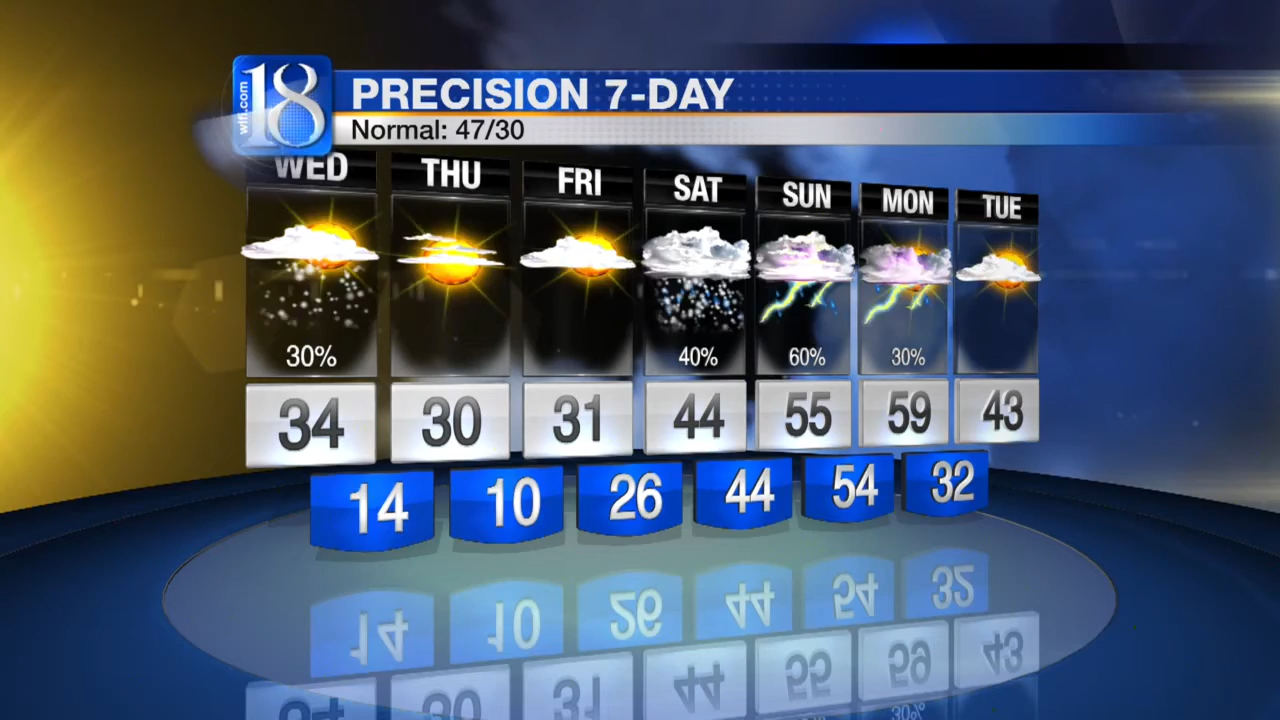 wlfi.com
18
PRECISION 7-DAY
Normal: 47/30
WED THU FRI SAT SUN MON TUE
30% 40% 60% 30%
34 30 31 44 55 59 43
14 10 26 44 54 32